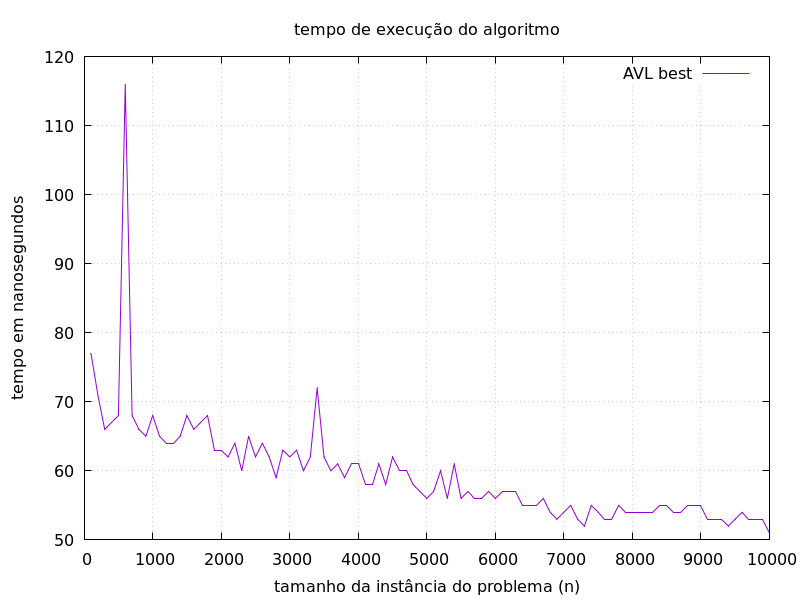 tempo de execução do algoritmo
AVL best
120
110
100
90
80
70
60
50
tempo em nanosegundos
0 1000 2000 3000 4000 5000 6000 7000 8000 9000 10000
tamanho da instância do problema (n)